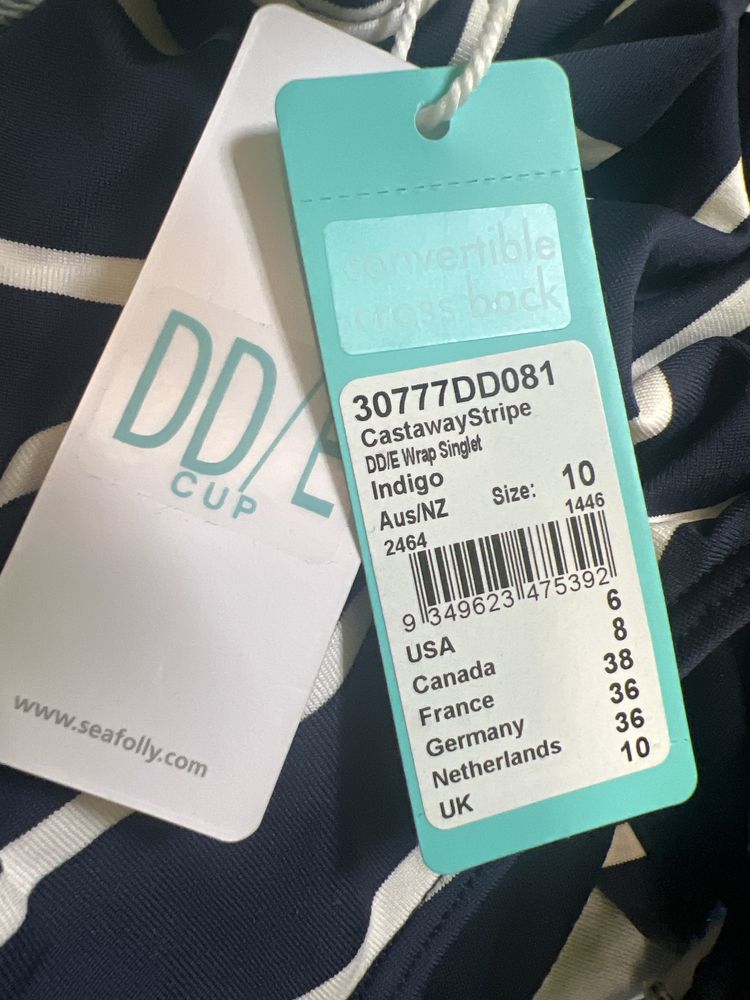 DD/E
CUP
www.seafolly.com
convertible
cross back
30777DD081
CastawayStripe
DD/E Wrap Singlet
Indigo
Aus/NZ Size: 10
2464 1446
9 349623 475392
USA 6
Canada 8
France 38
Germany 36
Netherlands 36
UK 10